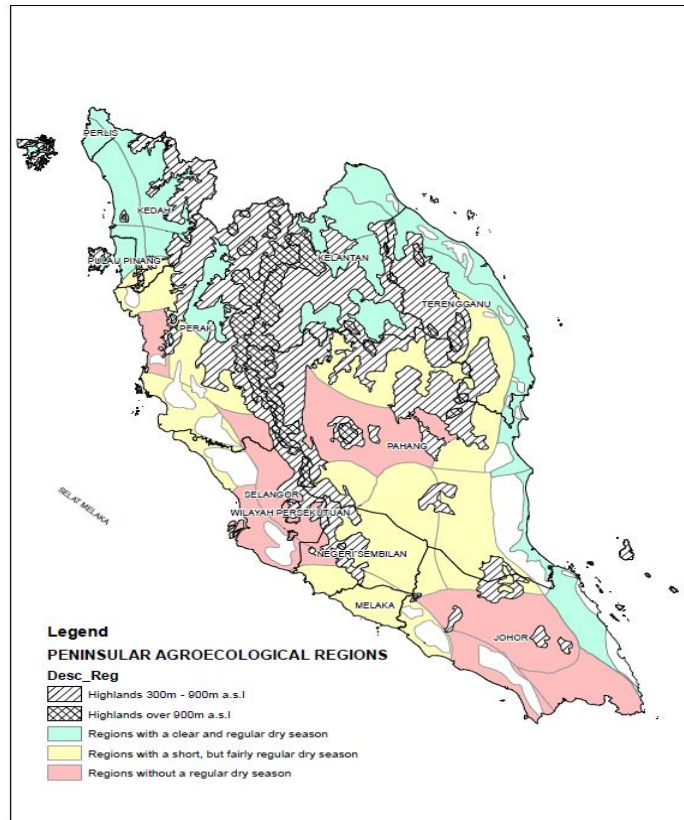 PERLIS
KEDAH
PULAU PINANG
KELANTAN
TERENGGANU
PERAK
PAHANG
SELANGOR
WILAYAH PERSEKUTUAN
SELAT MELAKA
NEGERI SEMBILAN
MELAKA
JOHOR
Legend
PENINSULAR AGROECOLOGICAL REGIONS
Desc_Reg
Highlands 300m - 900m a.s.l
Highlands over 900m a.s.l
Regions with a clear and regular dry season
Regions with a short, but fairly regular dry season
Regions without a regular dry season